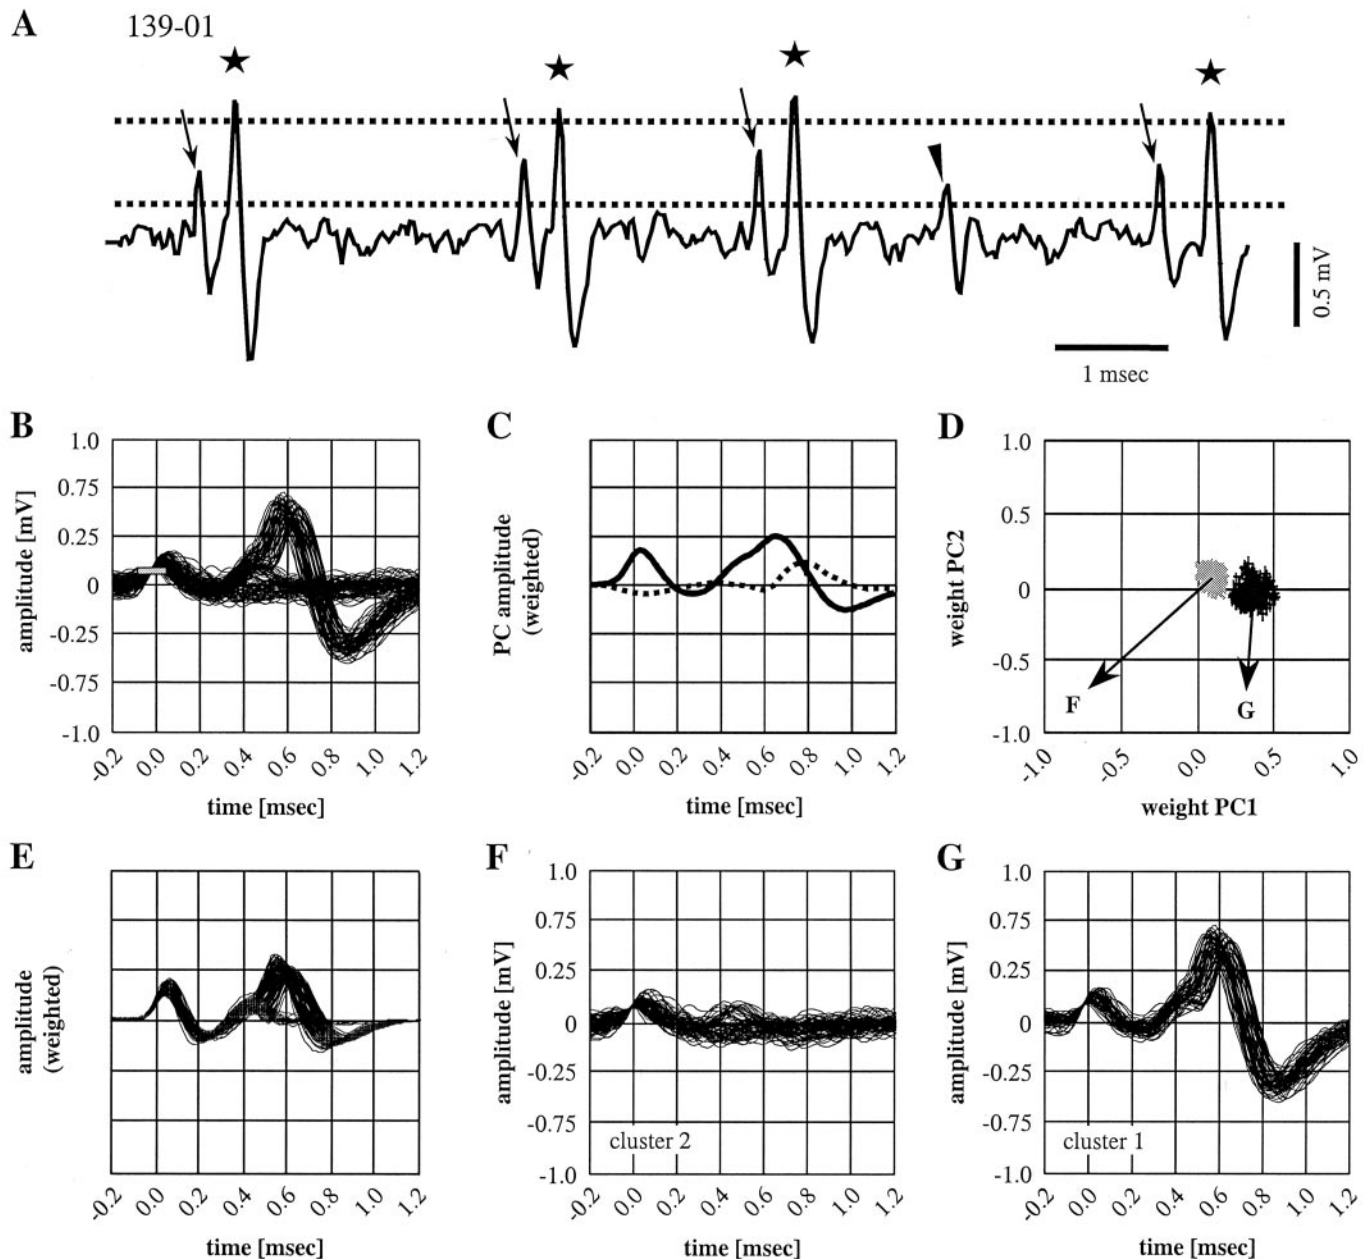 A
139-01
0.5 mV
1 msec
B
amplitude [mV]
1.0
0.75
0.25
0
-0.25
-0.75
-1.0
-0.2
0.0
0.2
0.4
0.6
0.8
1.0
1.2
time [msec]
C
PC amplitude
(weighted)
-0.2
0.0
0.2
0.4
0.6
0.8
1.0
1.2
time [msec]
D
weight PC2
1.0
0.5
0
-0.5
-1.0
F
G
-1.0
-0.5
0.0
0.5
1.0
weight PC1
E
amplitude
(weighted)
-0.2
0.0
0.2
0.4
0.6
0.8
1.0
1.2
time [msec]
F
amplitude [mV]
1.0
0.75
0.25
0
-0.25
-0.75
-1.0
cluster 2
-0.2
0.0
0.2
0.4
0.6
0.8
1.0
1.2
time [msec]
G
amplitude [mV]
1.0
0.75
0.25
0
-0.25
-0.75
-1.0
cluster 1
-0.2
0.0
0.2
0.4
0.6
0.8
1.0
1.2
time [msec]